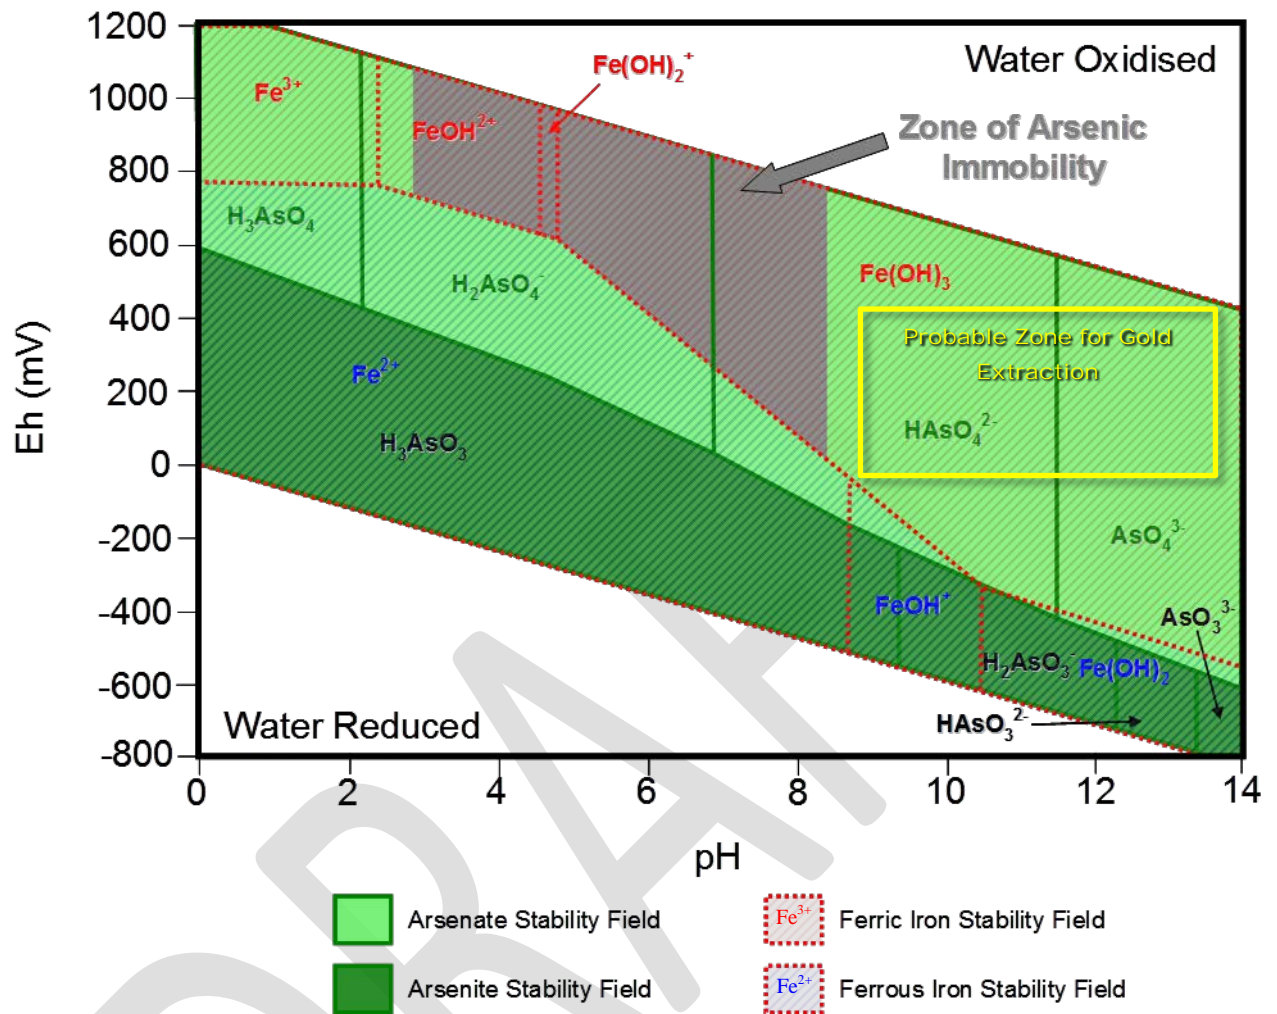 1200
1000
800
600
400
200
0
-200
-400
-600
-800
Eh (mV)
Water Oxidised
Fe(OH)₂⁺
Zone of Arsenic
Immobility
Fe³⁺
FeOH²⁺
H₃AsO₄
H₂AsO₄⁻
Fe(OH)₃
Probable Zone for Gold
Extraction
Fe²⁺
H₃AsO₃
HAsO₄²⁻
AsO₄³⁻
FeOH⁺
AsO₃³⁻
H₂AsO₃⁻
Fe(OH)₂
HAsO₃²⁻
Water Reduced
0 2 4 6 8 10 12 14
pH
Arsenate Stability Field
Fe³⁺ Ferric Iron Stability Field
Arsenite Stability Field
Fe²⁺ Ferrous Iron Stability Field
DRAF